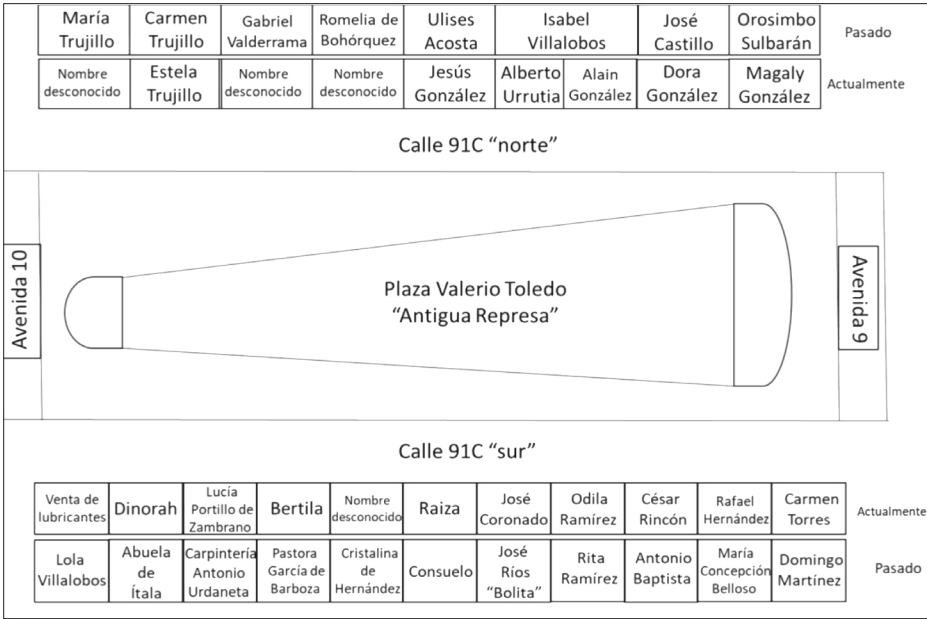 María Trujillo
Carmen Trujillo
Gabriel Valderrama
Romelia de Bohórquez
Ulises Acosta
Isabel Villalobos
José Castillo
Orosimbo Sulbarán
Pasado
Nombre desconocido
Estela Trujillo
Nombre desconocido
Nombre desconocido
Jesús González
Alberto Urrutia
Alain González
Dora González
Magaly González
Actualmente
Calle 91C “norte”
Avenida 10
Plaza Valerio Toledo
“Antigua Represa”
Avenida 9
Calle 91C “sur”
Venta de lubricantes
Dinorah
Lucía Portillo de Zambrano
Bertila
Nombre desconocido
Raiza
José Coronado
Odila Ramírez
César Rincón
Rafael Hernández
Carmen Torres
Actualmente
Lola Villalobos
Abuela de Ítala
Carpintería Antonio Urdaneta
Pastora García de Barboza
Cristalina de Hernández
Consuelo
José Ríos “Bolita”
Rita Ramírez
Antonio Baptista
María Concepción Belloso
Domingo Martínez
Pasado